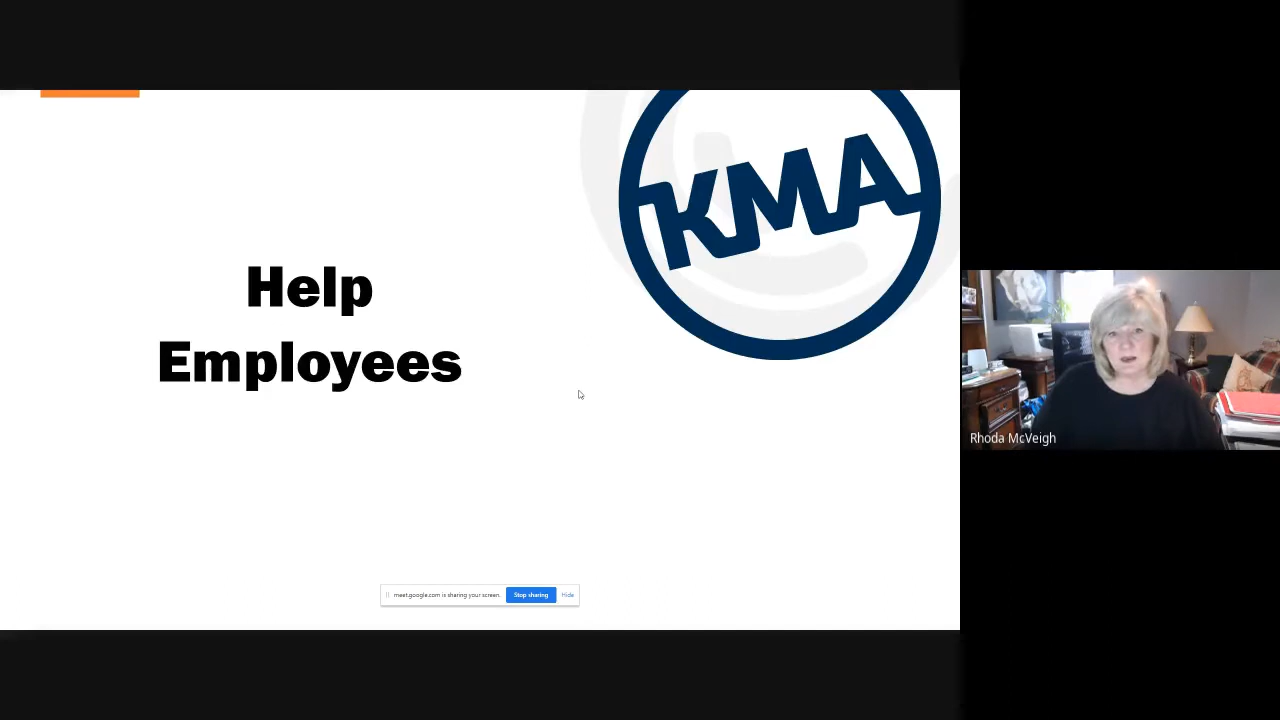 KMA
Help
Employees
Rhoda McVeigh
meet.google.com is sharing your screen.
Stop sharing
Hide